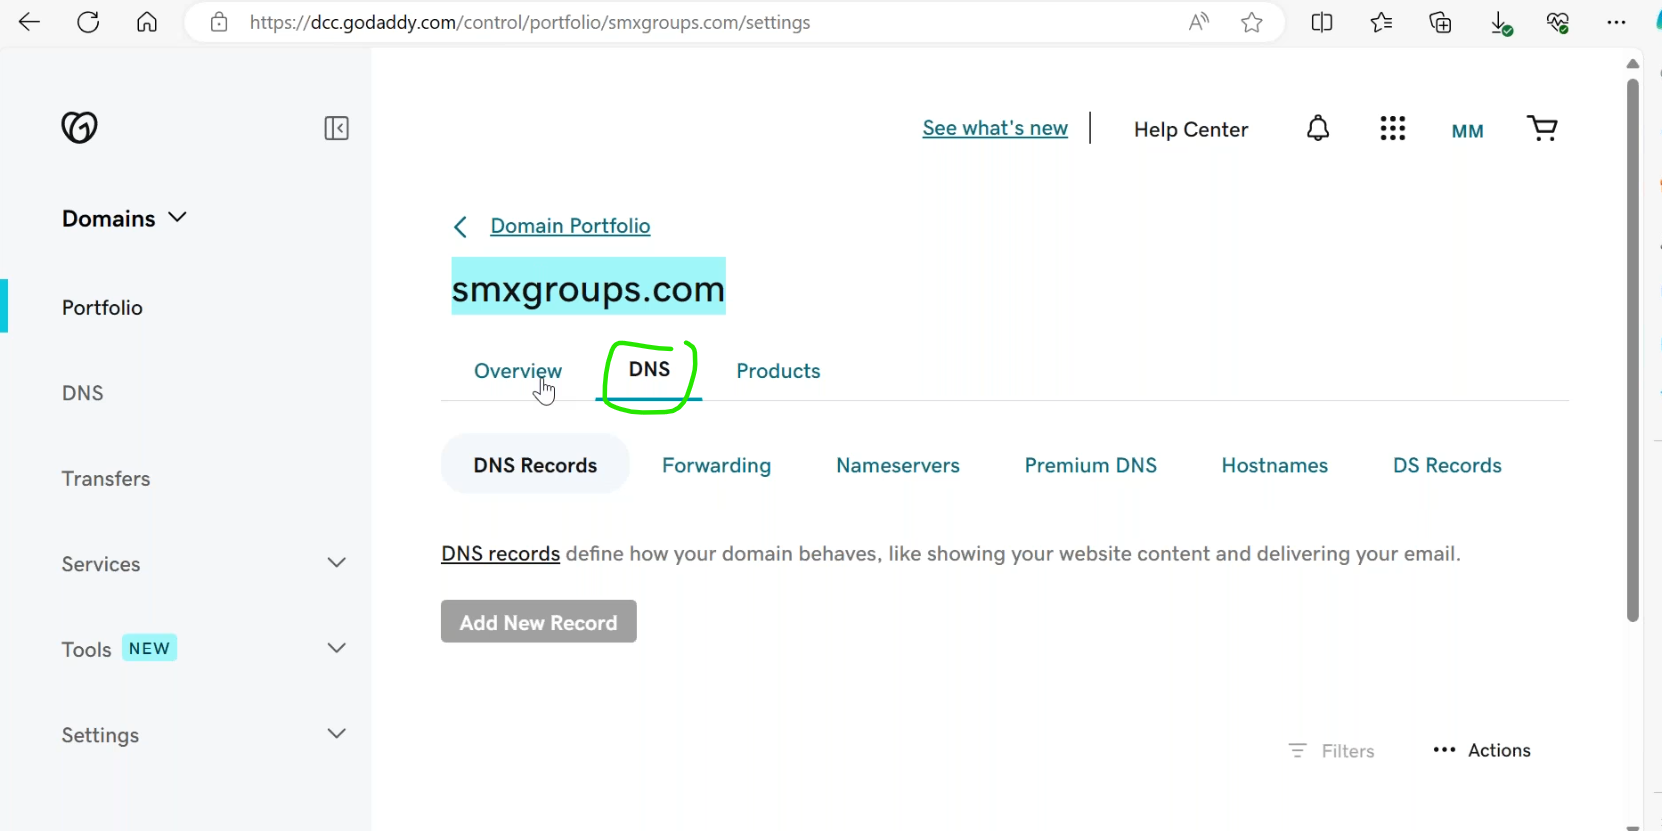 https://dcc.godaddy.com/control/portfolio/smxgroups.com/settings
See what's new
Help Center
MM
Domains
Portfolio
DNS
Transfers
Services
Tools NEW
Settings
Domain Portfolio
smxgroups.com
Overview DNS Products
DNS Records Forwarding Nameservers Premium DNS Hostnames DS Records
DNS records define how your domain behaves, like showing your website content and delivering your email.
Add New Record
Filters ••• Actions